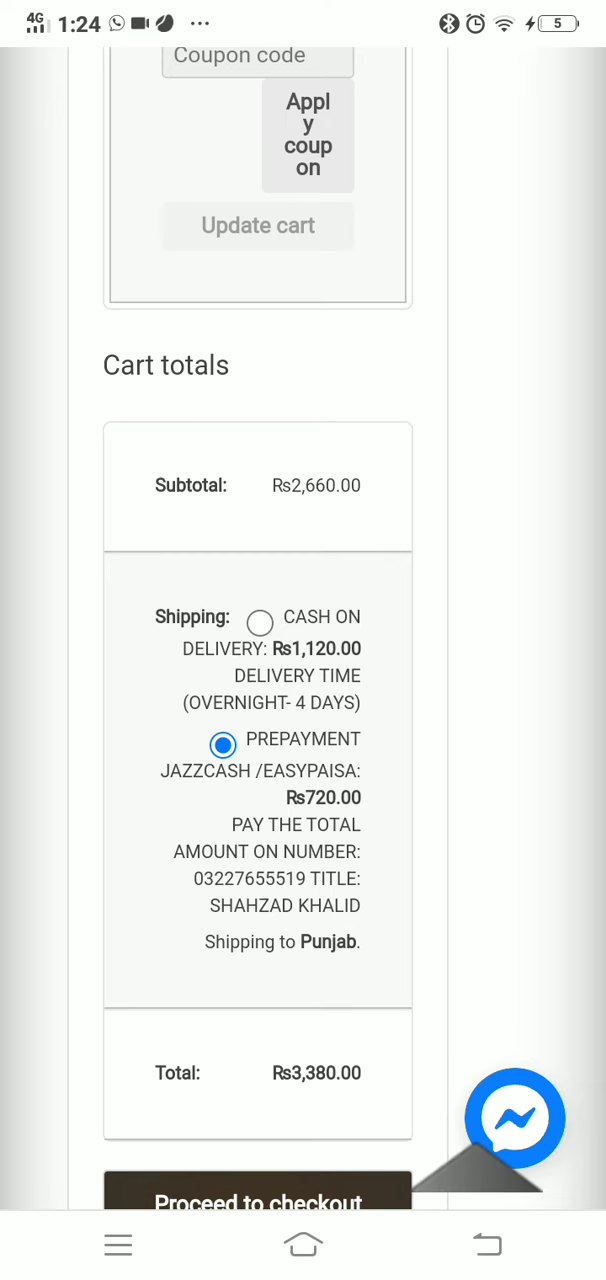 4G 1:24 5
Coupon code
Appl
y
coup
on
Update cart
Cart totals
Subtotal: ₨2,660.00
Shipping: CASH ON
DELIVERY: ₨1,120.00
DELIVERY TIME
(OVERNIGHT- 4 DAYS)
PREPAYMENT
JAZZCASH /EASYPAISA:
₨720.00
PAY THE TOTAL
AMOUNT ON NUMBER:
03227655519 TITLE:
SHAHZAD KHALID
Shipping to Punjab.
Total: ₨3,380.00
Proceed to checkout